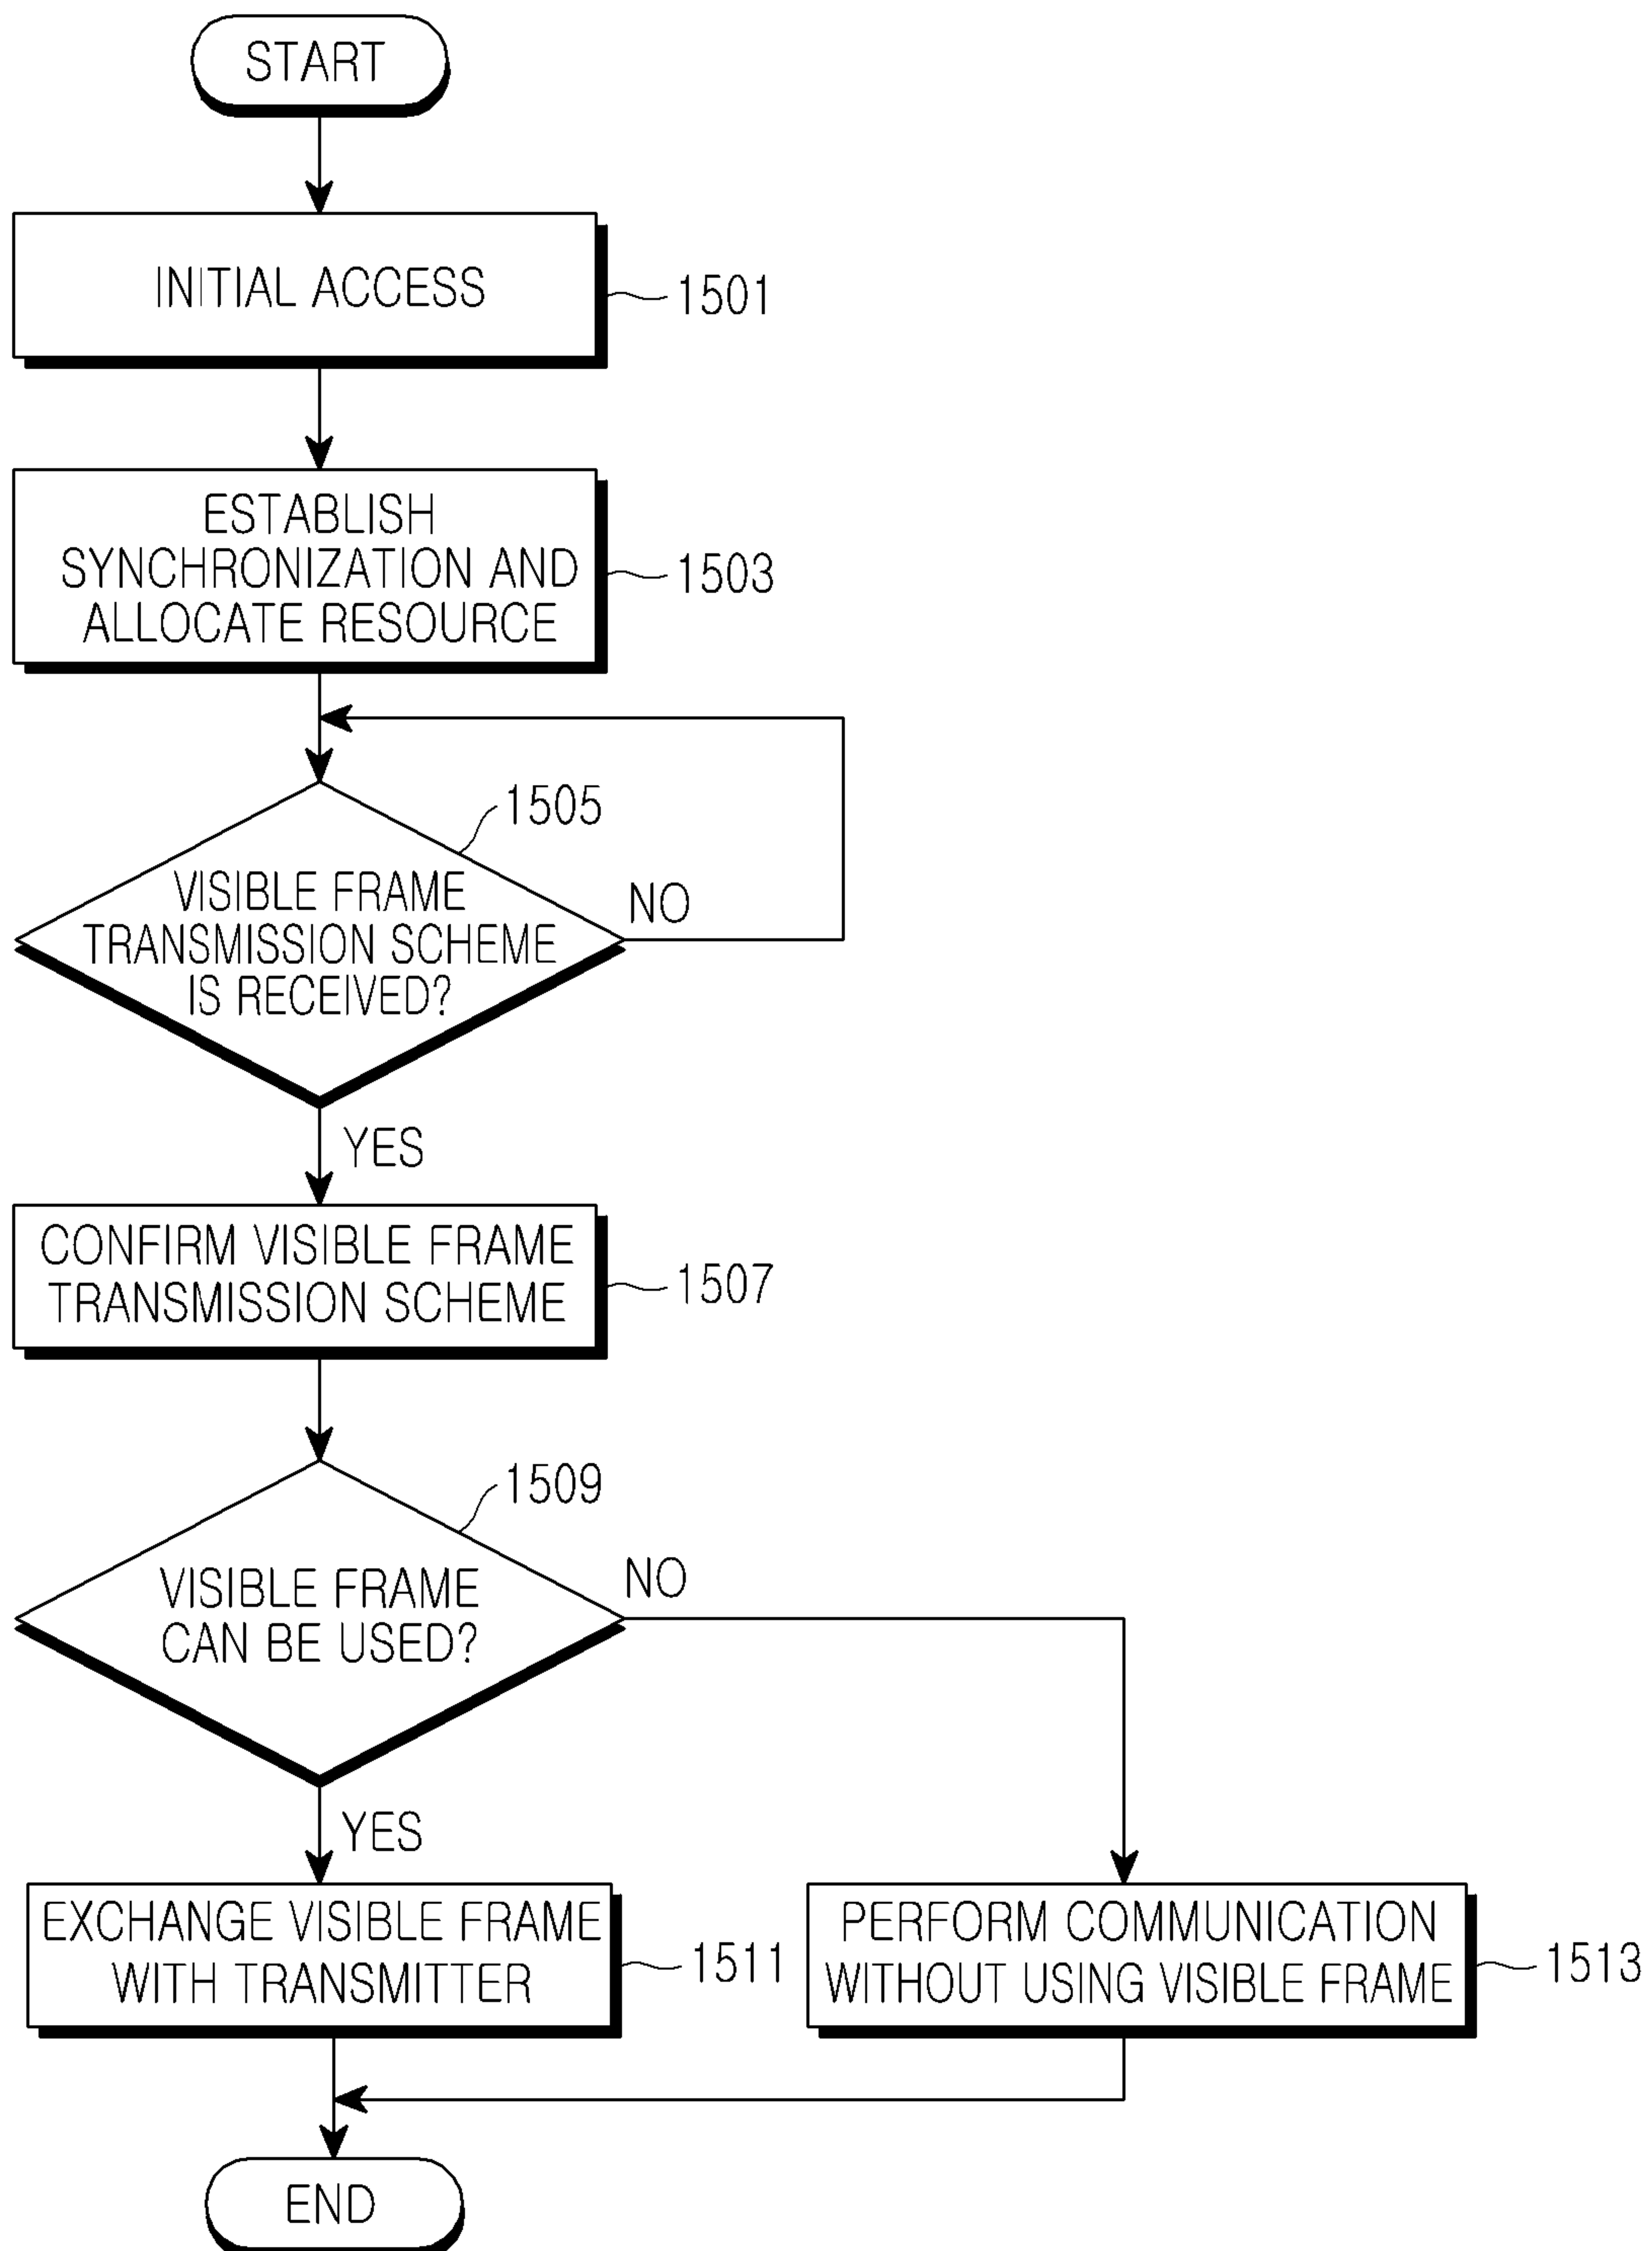 START
INITIAL ACCESS
1501
ESTABLISH
SYNCHRONIZATION AND
ALLOCATE RESOURCE
1503
1505
VISIBLE FRAME
TRANSMISSION SCHEME
IS RECEIVED?
NO
YES
CONFIRM VISIBLE FRAME
TRANSMISSION SCHEME
1507
1509
VISIBLE FRAME
CAN BE USED?
NO
YES
EXCHANGE VISIBLE FRAME
WITH TRANSMITTER
1511
PERFORM COMMUNICATION
WITHOUT USING VISIBLE FRAME
1513
END